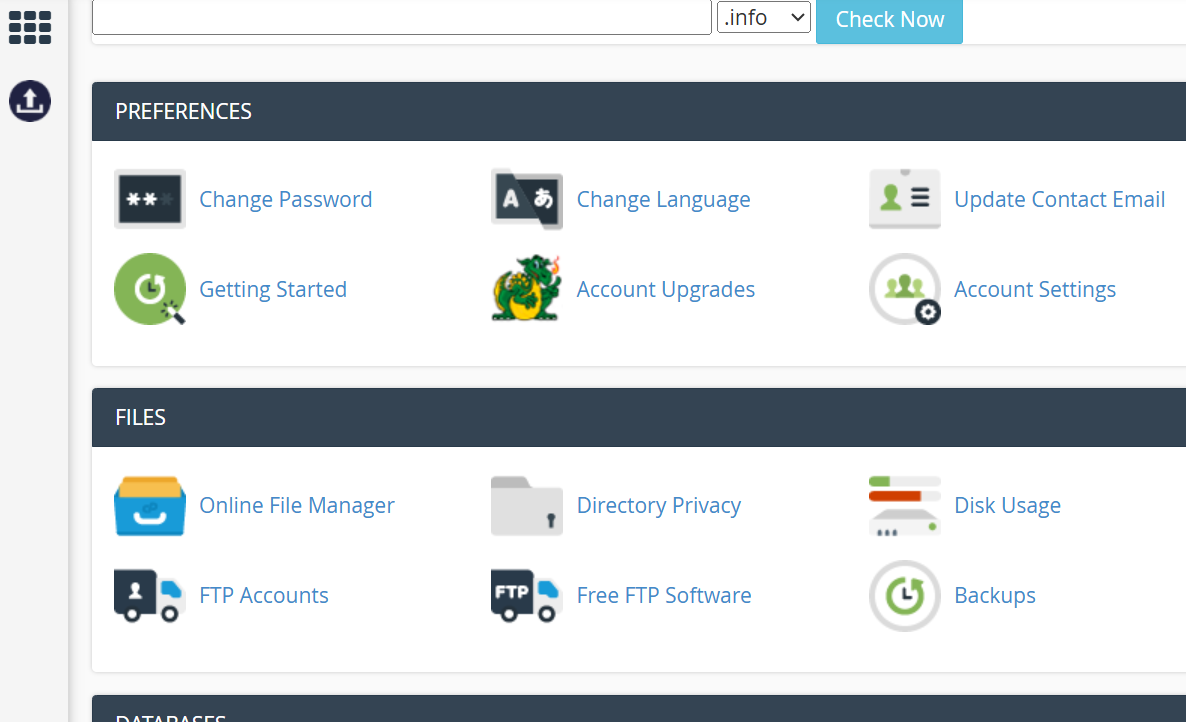 .info
Check Now
PREFERENCES
***
Change Password
A あ
Change Language
Update Contact Email
Getting Started
Account Upgrades
Account Settings
FILES
Online File Manager
Directory Privacy
Disk Usage
FTP Accounts
FTP
Free FTP Software
Backups
DATABASES